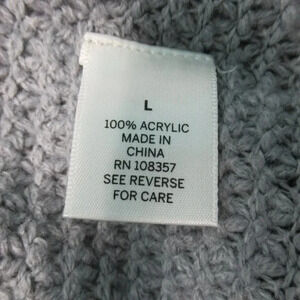 L
100% ACRYLIC
MADE IN
CHINA
RN 108357
SEE REVERSE
FOR CARE